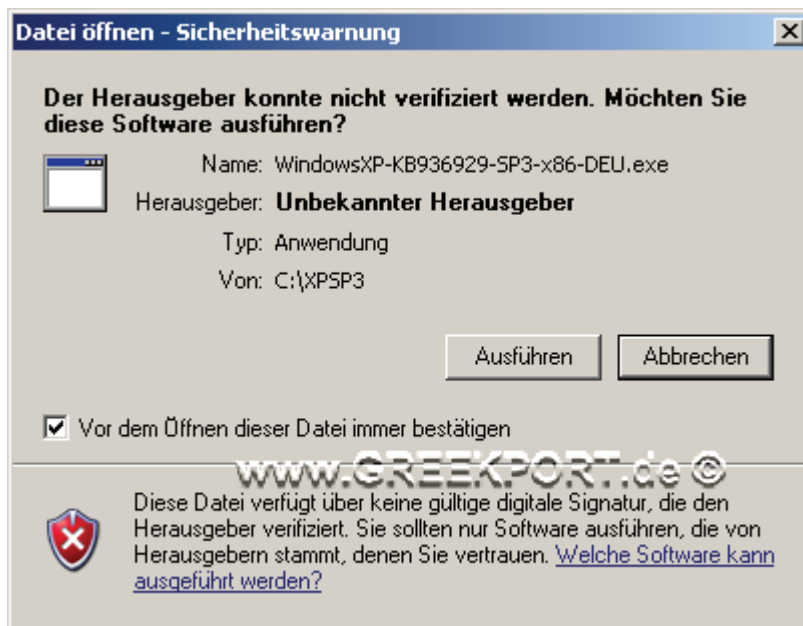 Datei öffnen - Sicherheitswarnung
Der Herausgeber konnte nicht verifiziert werden. Möchten Sie
diese Software ausführen?
Name: WindowsXP-KB936929-SP3-x86-DEU.exe
Herausgeber: Unbekannter Herausgeber
Typ: Anwendung
Von: C:\XPSP3
Ausführen Abbrechen
Vor dem Öffnen dieser Datei immer bestätigen
www.GREEKPORT.de ©
Diese Datei verfügt über keine gültige digitale Signatur, die den
Herausgeber verifiziert. Sie sollten nur Software ausführen, die von
Herausgebern stammt, denen Sie vertrauen. Welche Software kann
ausgeführt werden?